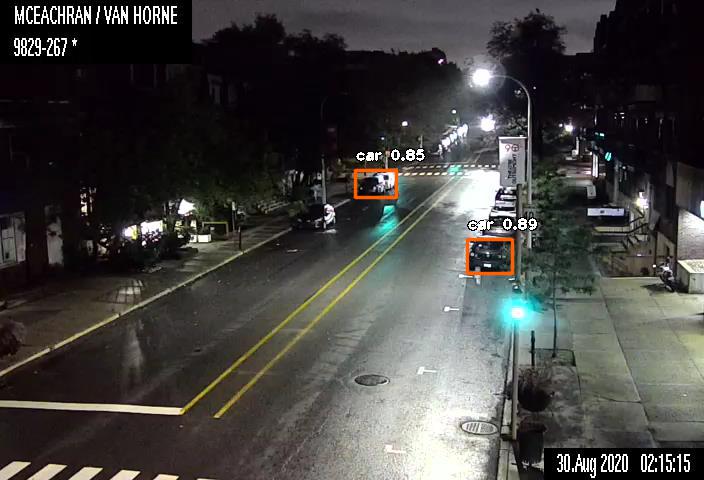 MCEACHRAN / VAN HORNE
9829-267 *
car 0.85
car 0.89
30.Aug 2020 02:15:15